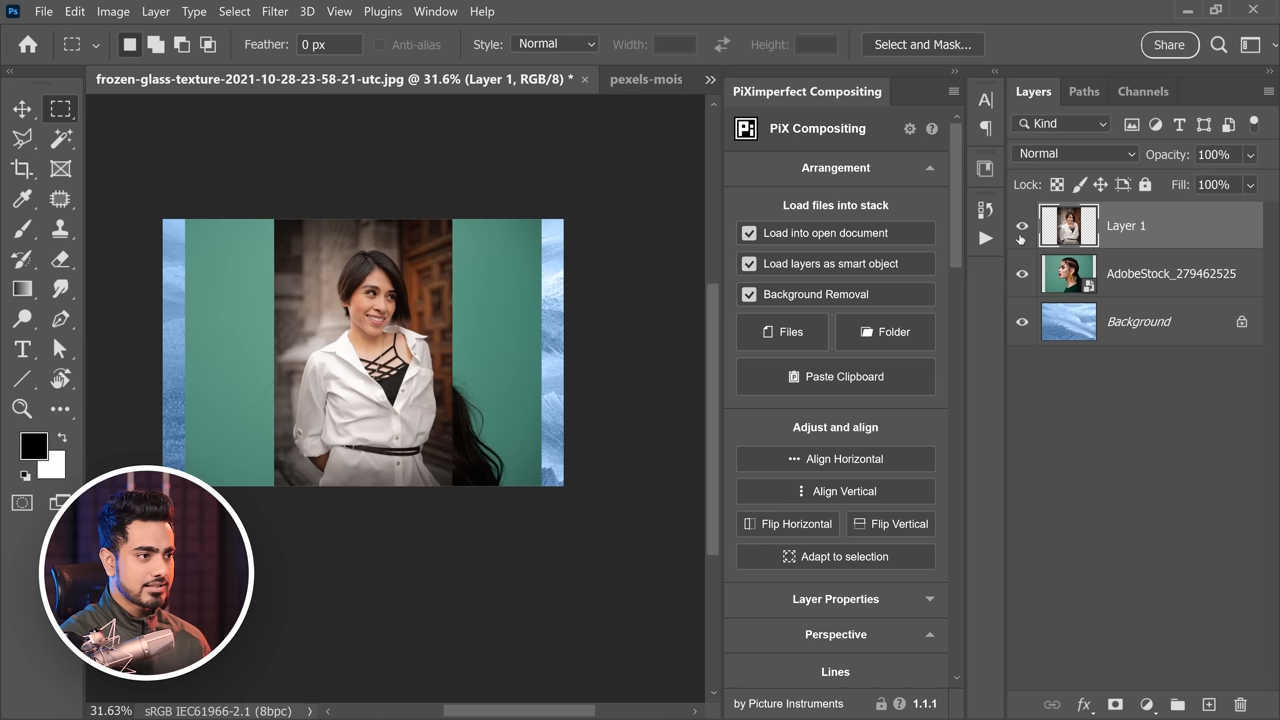 Ps File Edit Image Layer Type Select Filter 3D View Plugins Window Help
Feather: 0 px Anti-alias Style: Normal Width: Height: Select and Mask... Share
frozen-glass-texture-2021-10-28-23-58-21-utc.jpg @ 31.6% (Layer 1, RGB/8) * × pexels-mois
PiXimperfect Compositing
Pi PiX Compositing
Arrangement
Load files into stack
Load into open document
Load layers as smart object
Background Removal
Files Folder
Paste Clipboard
Adjust and align
Align Horizontal
Align Vertical
Flip Horizontal Flip Vertical
Adapt to selection
Layer Properties
Perspective
Lines
by Picture Instruments 1.1.1
Layers Paths Channels
Kind
Normal Opacity: 100%
Lock: Fill: 100%
Layer 1
AdobeStock_279462525
Background
31.63% sRGB IEC61966-2.1 (8bpc)